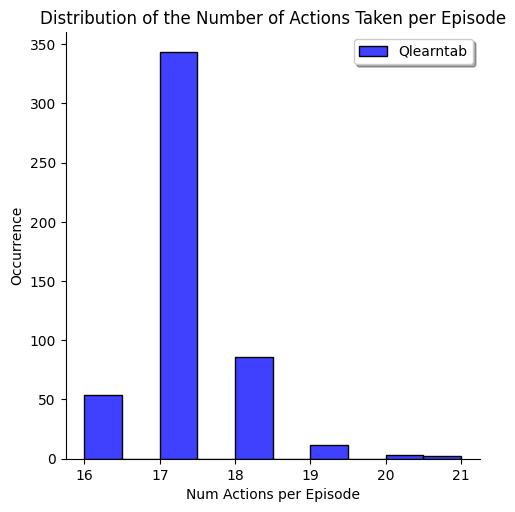 Distribution of the Number of Actions Taken per Episode
Qlearntab
350
300
250
200
150
100
50
0
Occurrence
16 17 18 19 20 21
Num Actions per Episode